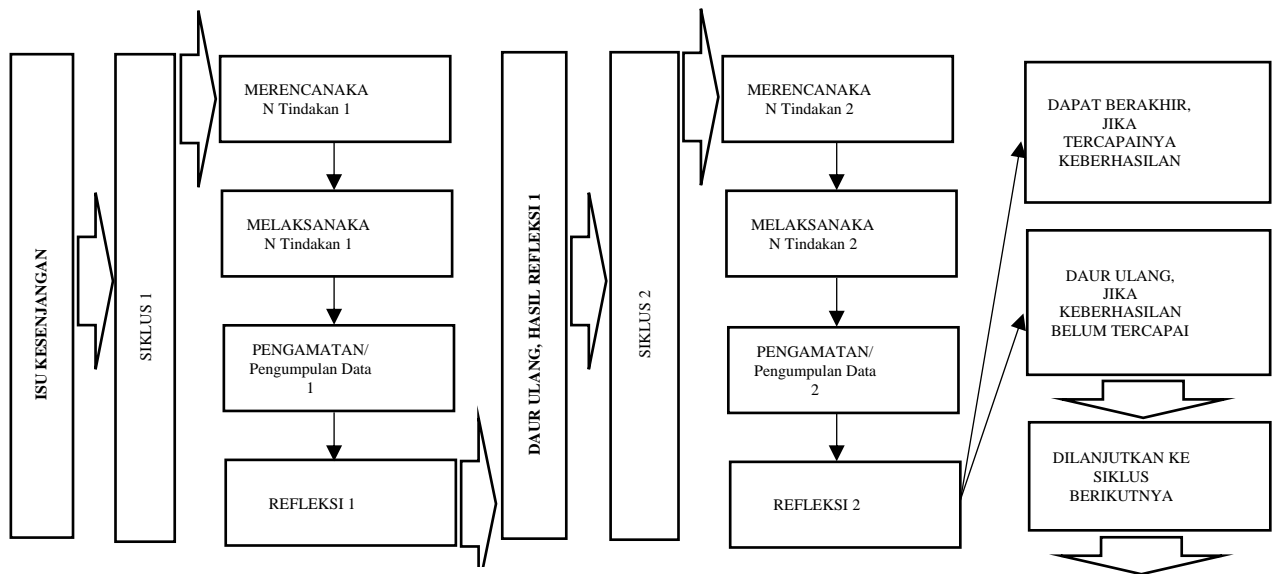 ISU KESENJANGAN
SIKLUS 1
MERENCANAKA
N Tindakan 1
MELAKSANAKA
N Tindakan 1
PENGAMATAN/
Pengumpulan Data
1
REFLEKSI 1
DAUR ULANG, HASIL REFLEKSI 1
SIKLUS 2
MERENCANAKA
N Tindakan 2
MELAKSANAKA
N Tindakan 2
PENGAMATAN/
Pengumpulan Data
2
REFLEKSI 2
DAPAT BERAKHIR,
JIKA
TERCAPAINYA
KEBERHASILAN
DAUR ULANG,
JIKA
KEBERHASILAN
BELUM TERCAPAI
DILANJUTKAN KE
SIKLUS
BERIKUTNYA